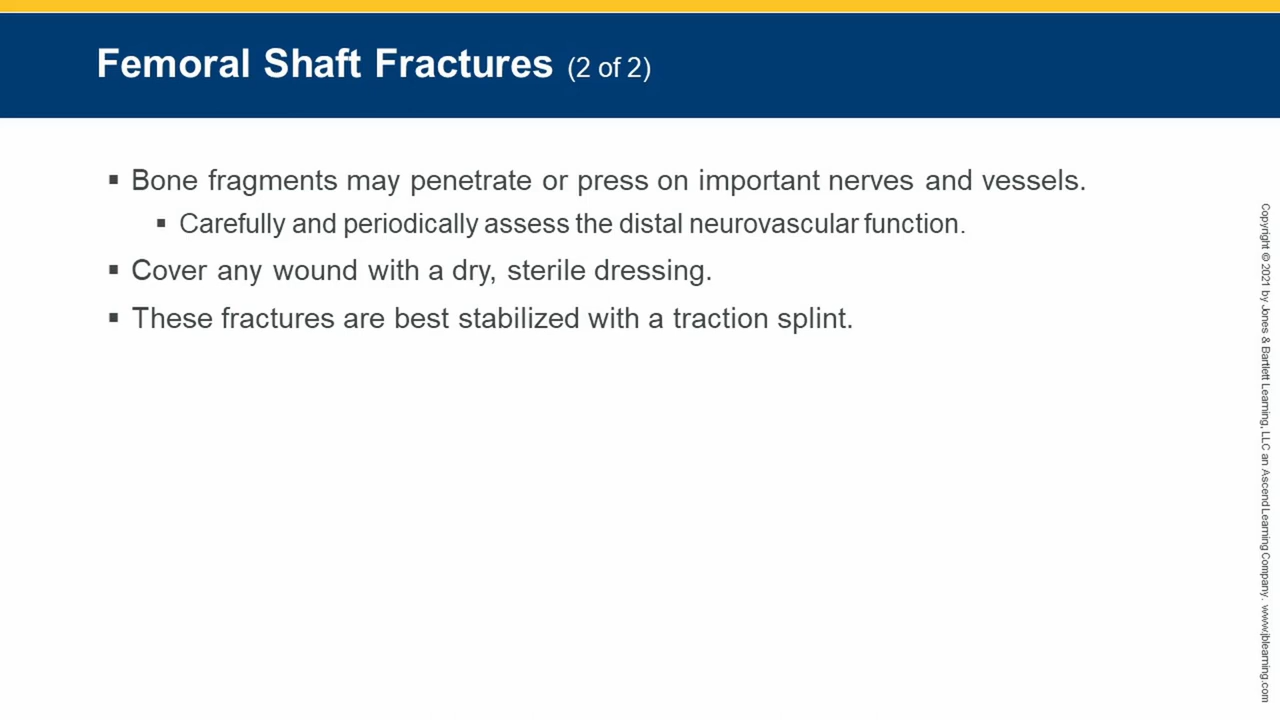 Femoral Shaft Fractures (2 of 2)
▪ Bone fragments may penetrate or press on important nerves and vessels.
▪ Carefully and periodically assess the distal neurovascular function.
▪ Cover any wound with a dry, sterile dressing.
▪ These fractures are best stabilized with a traction splint.
Copyright © 2021 by Jones & Bartlett Learning, LLC an Ascend Learning Company. www.jblearning.com